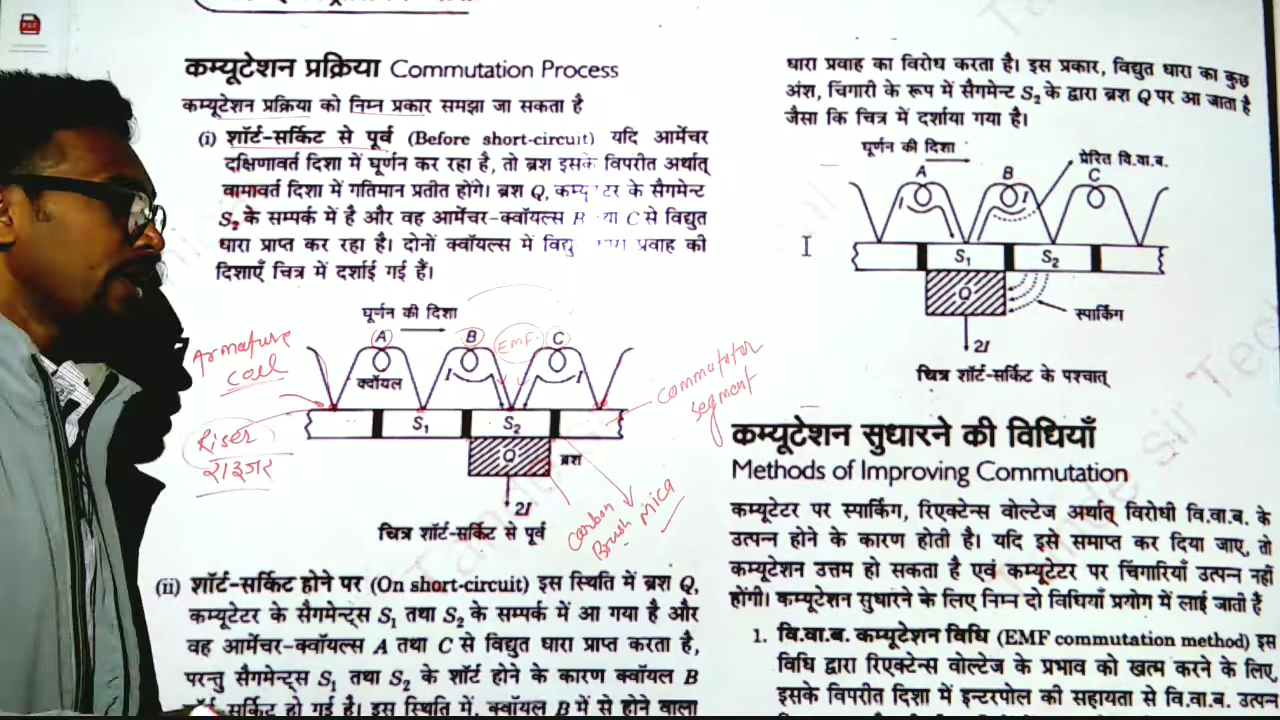 कम्यूटेशन प्रक्रिया Commutation Process
कम्यूटेशन प्रक्रिया को निम्न प्रकार समझा जा सकता है
(i) शॉर्ट-सर्किट से पूर्व (Before short-circuit) यदि आर्मेचर
दक्षिणावर्त दिशा में घूर्णन कर रहा है, तो ब्रश इसके विपरीत अर्थात्
वामावर्त दिशा में गतिमान प्रतीत होंगे। ब्रश Q, के सैगमेन्ट
S₂ के सम्पर्क में है और वह आर्मेचर-क्वॉयल्स B C से विद्युत
धारा प्राप्त कर रहा है। दोनों क्वॉयल्स में प्रवाह की
दिशाएँ चित्र में दर्शाई गई हैं।
घूर्णन की दिशा
A B EMF. C
Armature
coil
क्वॉयल
I I
commutator
segment
S₁ S₂
Riser
राइजर
Q ब्रश
2I
Carbon
Brush
Mica
चित्र शॉर्ट-सर्किट से पूर्व
(ii) शॉर्ट-सर्किट होने पर (On short-circuit) इस स्थिति में ब्रश Q,
कम्यूटेटर के सैगमेन्ट्स S₁ तथा S₂ के सम्पर्क में आ गया है और
वह आर्मेचर-क्वॉयल्स A तथा C से विद्युत धारा प्राप्त करता है,
परन्तु सैगमेन्ट्स S₁ तथा S₂ के शॉर्ट होने के कारण क्वॉयल B
शॉर्ट-सर्किट हो गई है। इस स्थिति में, क्वॉयल B में से होने वाला
धारा प्रवाह का विरोध करता है। इस प्रकार, विद्युत धारा का कुछ
अंश, चिंगारी के रूप में सैगमेन्ट S₂ के द्वारा ब्रश Q पर आ जाता है
जैसा कि चित्र में दर्शाया गया है।
घूर्णन की दिशा
प्रेरित वि.वा.ब.
A B C
I I
S₁ S₂
Q
स्पार्किंग
2I
चित्र शॉर्ट-सर्किट के पश्चात्
कम्यूटेशन सुधारने की विधियाँ
Methods of Improving Commutation
कम्यूटेटर पर स्पार्किंग, रिएक्टेन्स वोल्टेज अर्थात् विरोधी वि.वा.ब. के
उत्पन्न होने के कारण होती है। यदि इसे समाप्त कर दिया जाए, तो
कम्यूटेशन उत्तम हो सकता है एवं कम्यूटेटर पर चिंगारियाँ उत्पन्न नहीं
होंगी। कम्यूटेशन सुधारने के लिए निम्न दो विधियाँ प्रयोग में लाई जाती हैं
1. वि.वा.ब. कम्यूटेशन विधि (EMF commutation method) इस
विधि द्वारा रिएक्टेन्स वोल्टेज के प्रभाव को खत्म करने के लिए,
इसके विपरीत दिशा में इन्टरपोल की सहायता से वि.वा.ब. उत्पन्न